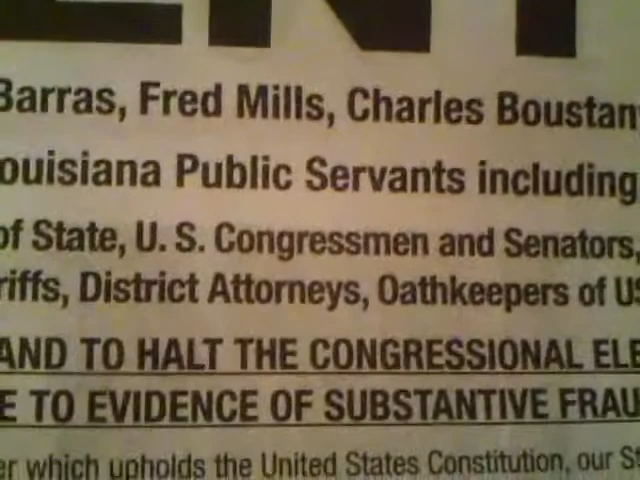 ENT
Barras, Fred Mills, Charles Boustan
ouisiana Public Servants including
of State, U. S. Congressmen and Senators,
riffs, District Attorneys, Oathkeepers of US
AND TO HALT THE CONGRESSIONAL ELE
E TO EVIDENCE OF SUBSTANTIVE FRAU
er which upholds the United States Constitution, our St